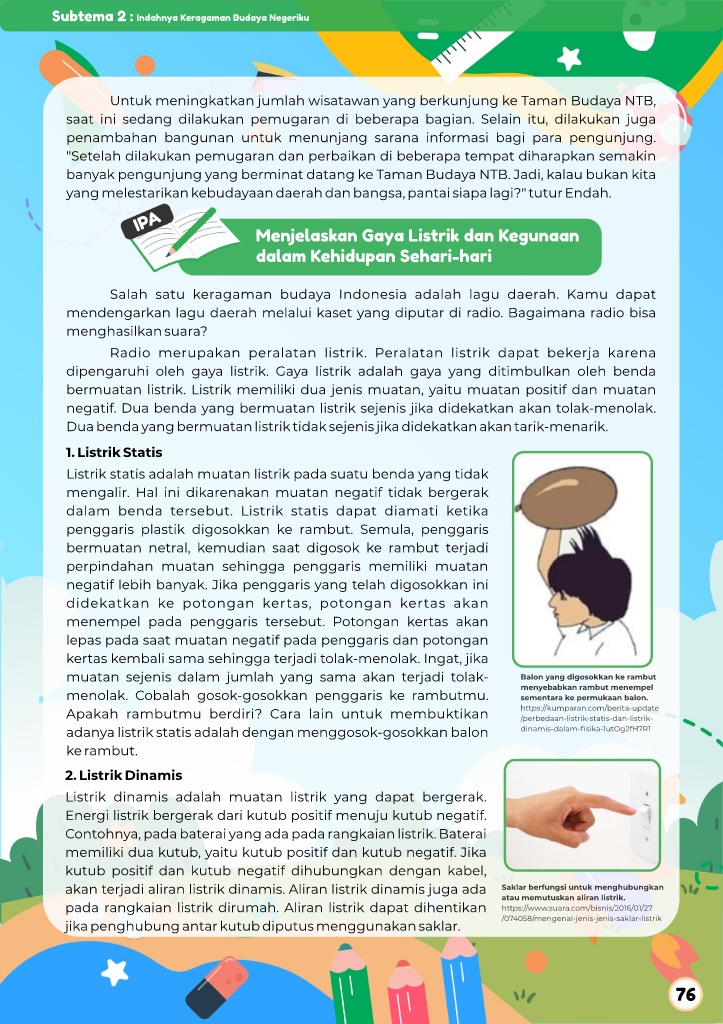 Subtema 2 : Indahnya Keragaman Budaya Negeriku
Untuk meningkatkan jumlah wisatawan yang berkunjung ke Taman Budaya NTB,
saat ini sedang dilakukan pemugaran di beberapa bagian. Selain itu, dilakukan juga
penambahan bangunan untuk menunjang sarana informasi bagi para pengunjung.
"Setelah dilakukan pemugaran dan perbaikan di beberapa tempat diharapkan semakin
banyak pengunjung yang berminat datang ke Taman Budaya NTB. Jadi, kalau bukan kita
yang melestarikan kebudayaan daerah dan bangsa, pantai siapa lagi?" tutur Endah.
IPA
Menjelaskan Gaya Listrik dan Kegunaan
dalam Kehidupan Sehari-hari
Salah satu keragaman budaya Indonesia adalah lagu daerah. Kamu dapat
mendengarkan lagu daerah melalui kaset yang diputar di radio. Bagaimana radio bisa
menghasilkan suara?
Radio merupakan peralatan listrik. Peralatan listrik dapat bekerja karena
dipengaruhi oleh gaya listrik. Gaya listrik adalah gaya yang ditimbulkan oleh benda
bermuatan listrik. Listrik memiliki dua jenis muatan, yaitu muatan positif dan muatan
negatif. Dua benda yang bermuatan listrik sejenis jika didekatkan akan tolak-menolak.
Dua benda yang bermuatan listrik tidak sejenis jika didekatkan akan tarik-menarik.
1. Listrik Statis
Listrik statis adalah muatan listrik pada suatu benda yang tidak
mengalir. Hal ini dikarenakan muatan negatif tidak bergerak
dalam benda tersebut. Listrik statis dapat diamati ketika
penggaris plastik digosokkan ke rambut. Semula, penggaris
bermuatan netral, kemudian saat digosok ke rambut terjadi
perpindahan muatan sehingga penggaris memiliki muatan
negatif lebih banyak. Jika penggaris yang telah digosokkan ini
didekatkan ke potongan kertas, potongan kertas akan
menempel pada penggaris tersebut. Potongan kertas akan
lepas pada saat muatan negatif pada penggaris dan potongan
kertas kembali sama sehingga terjadi tolak-menolak. Ingat, jika
muatan sejenis dalam jumlah yang sama akan terjadi tolak-
menolak. Cobalah gosok-gosokkan penggaris ke rambutmu.
Apakah rambutmu berdiri? Cara lain untuk membuktikan
adanya listrik statis adalah dengan menggosok-gosokkan balon
ke rambut.
Balon yang digosokkan ke rambut
menyebabkan rambut menempel
sementara ke permukaan balon.
https://kumparan.com/berita-update
/perbedaan-listrik-statis-dan-listrik-
dinamis-dalam-fisika-1utOg2fH7R1
2. Listrik Dinamis
Listrik dinamis adalah muatan listrik yang dapat bergerak.
Energi listrik bergerak dari kutub positif menuju kutub negatif.
Contohnya, pada baterai yang ada pada rangkaian listrik. Baterai
memiliki dua kutub, yaitu kutub positif dan kutub negatif. Jika
kutub positif dan kutub negatif dihubungkan dengan kabel,
akan terjadi aliran listrik dinamis. Aliran listrik dinamis juga ada
pada rangkaian listrik dirumah. Aliran listrik dapat dihentikan
jika penghubung antar kutub diputus menggunakan saklar.
Saklar berfungsi untuk menghubungkan
atau memutuskan aliran listrik.
https://www.suara.com/bisnis/2016/01/27
/074058/mengenal-jenis-jenis-saklar-listrik
76